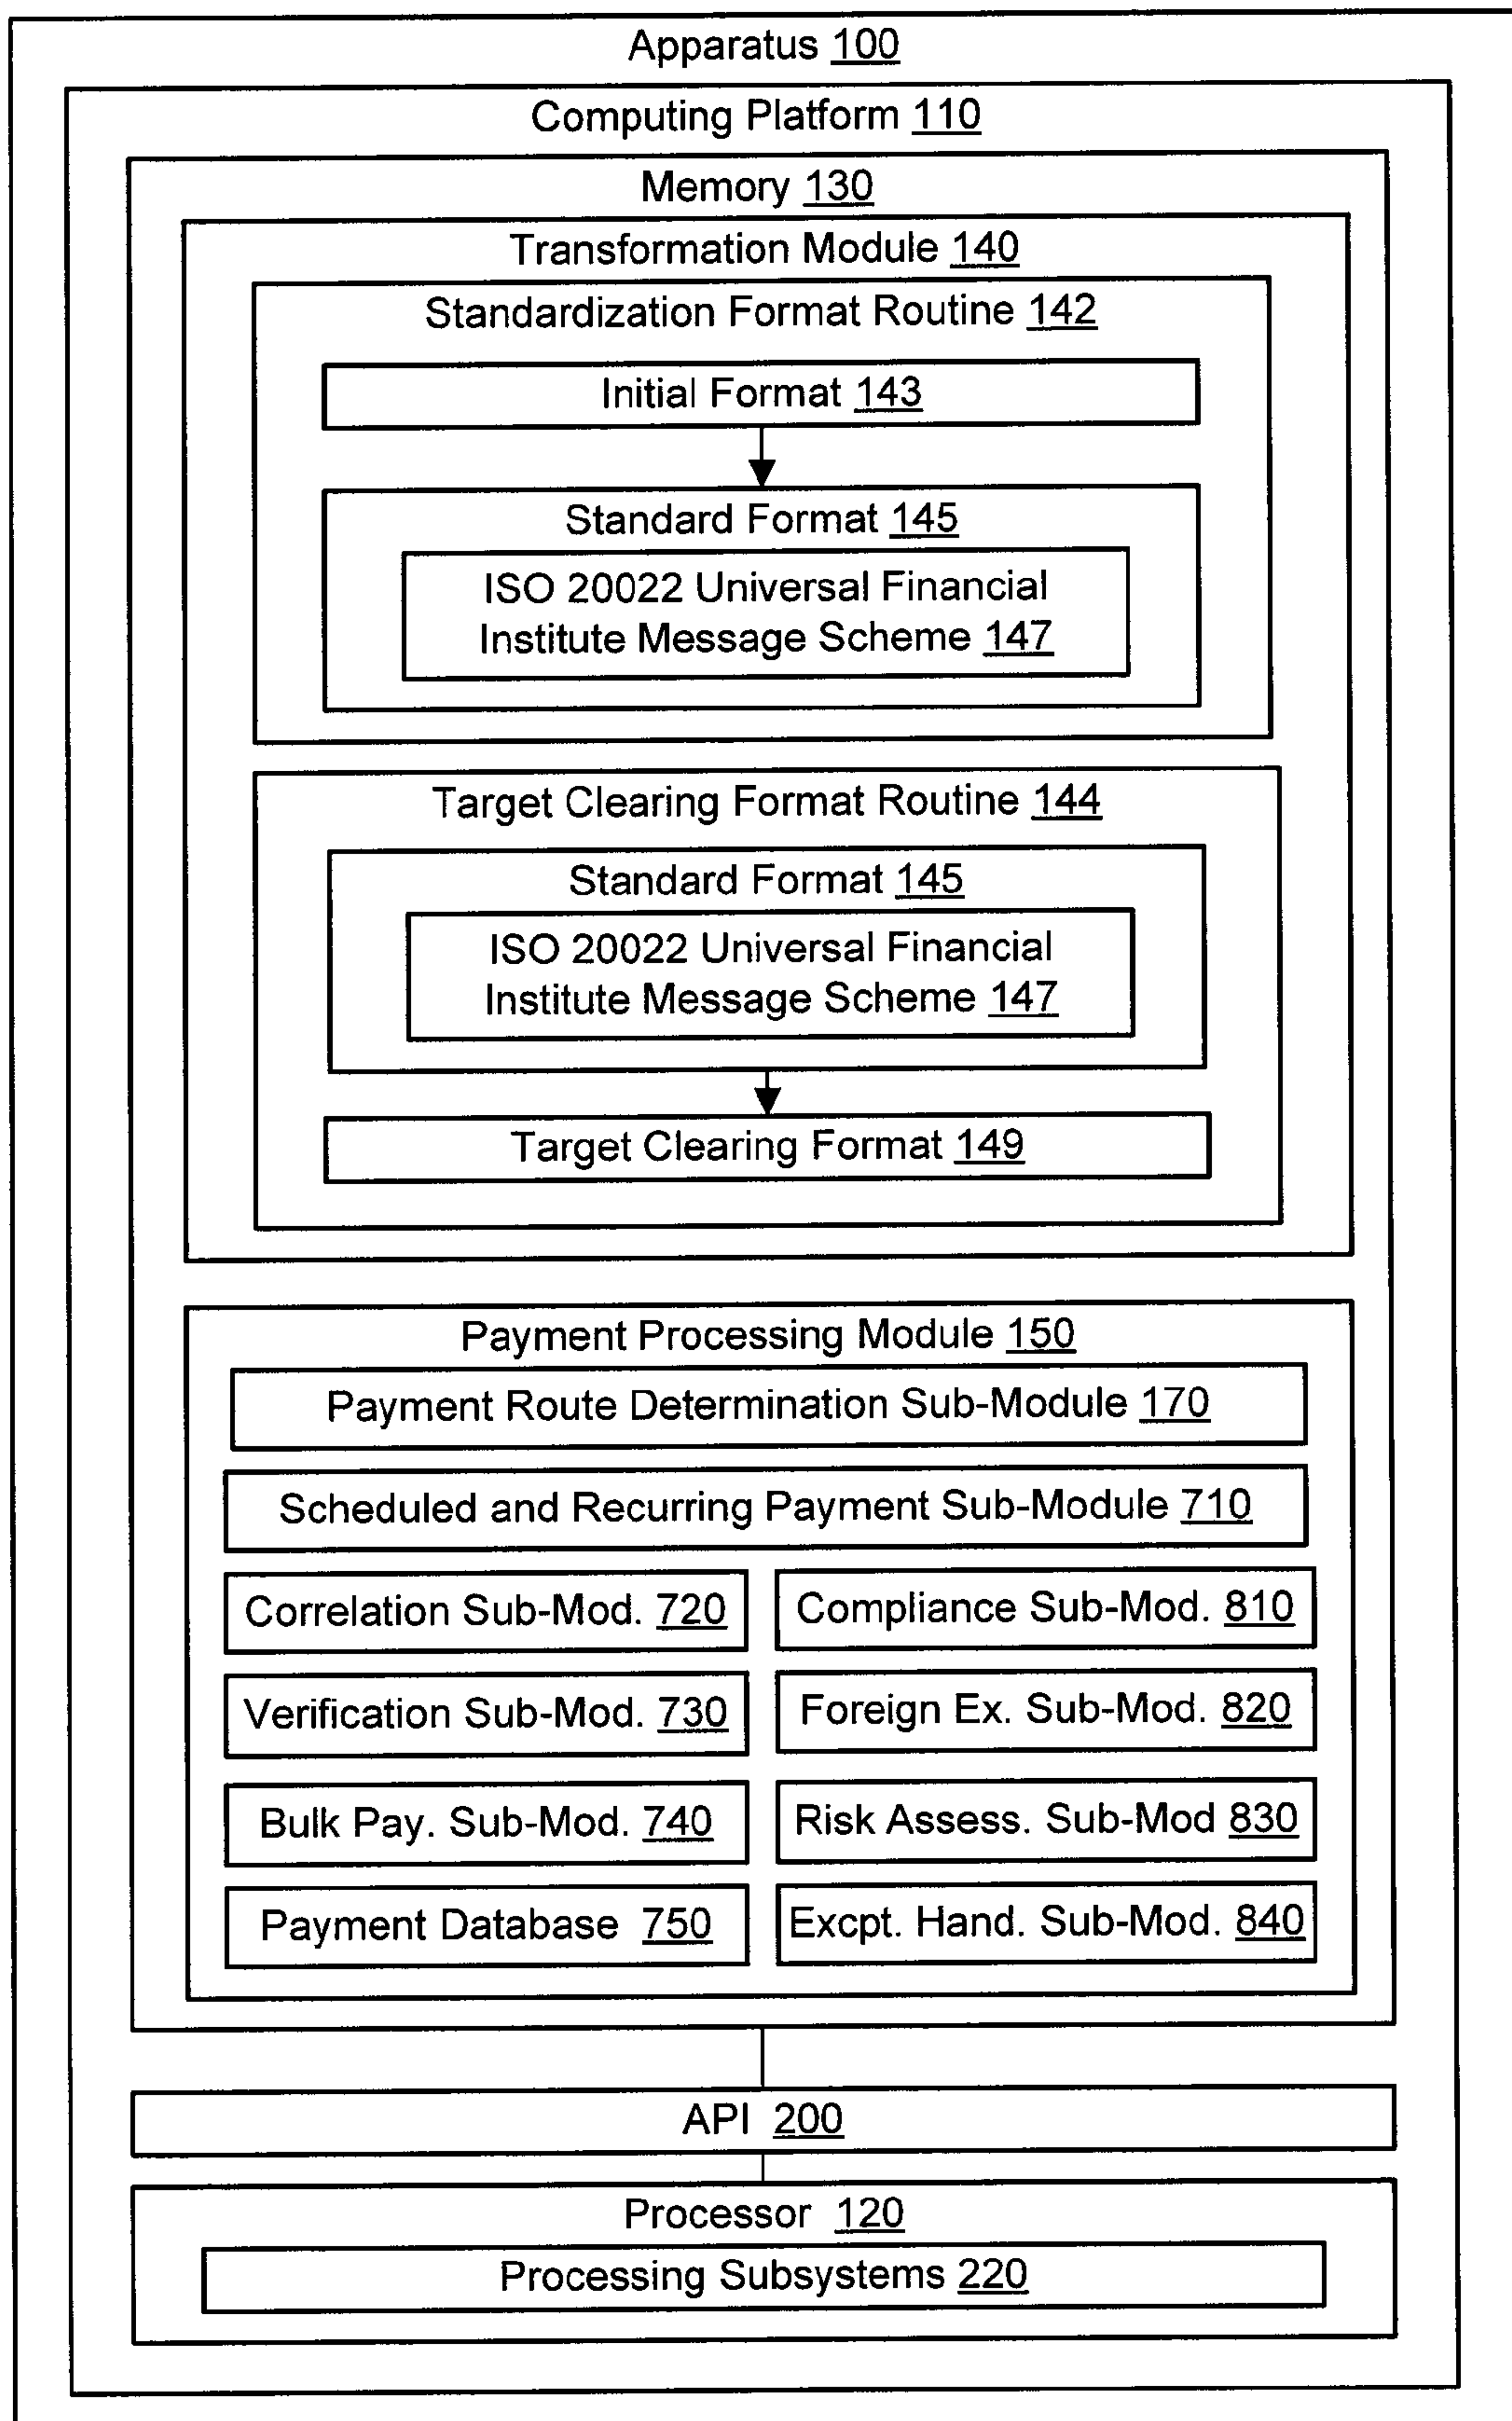 Apparatus 100
Computing Platform 110
Memory 130
Transformation Module 140
Standardization Format Routine 142
Initial Format 143
Standard Format 145
ISO 20022 Universal Financial
Institute Message Scheme 147
Target Clearing Format Routine 144
Standard Format 145
ISO 20022 Universal Financial
Institute Message Scheme 147
Target Clearing Format 149
Payment Processing Module 150
Payment Route Determination Sub-Module 170
Scheduled and Recurring Payment Sub-Module 710
Correlation Sub-Mod. 720
Compliance Sub-Mod. 810
Verification Sub-Mod. 730
Foreign Ex. Sub-Mod. 820
Bulk Pay. Sub-Mod. 740
Risk Assess. Sub-Mod 830
Payment Database 750
Excpt. Hand. Sub-Mod. 840
API 200
Processor 120
Processing Subsystems 220